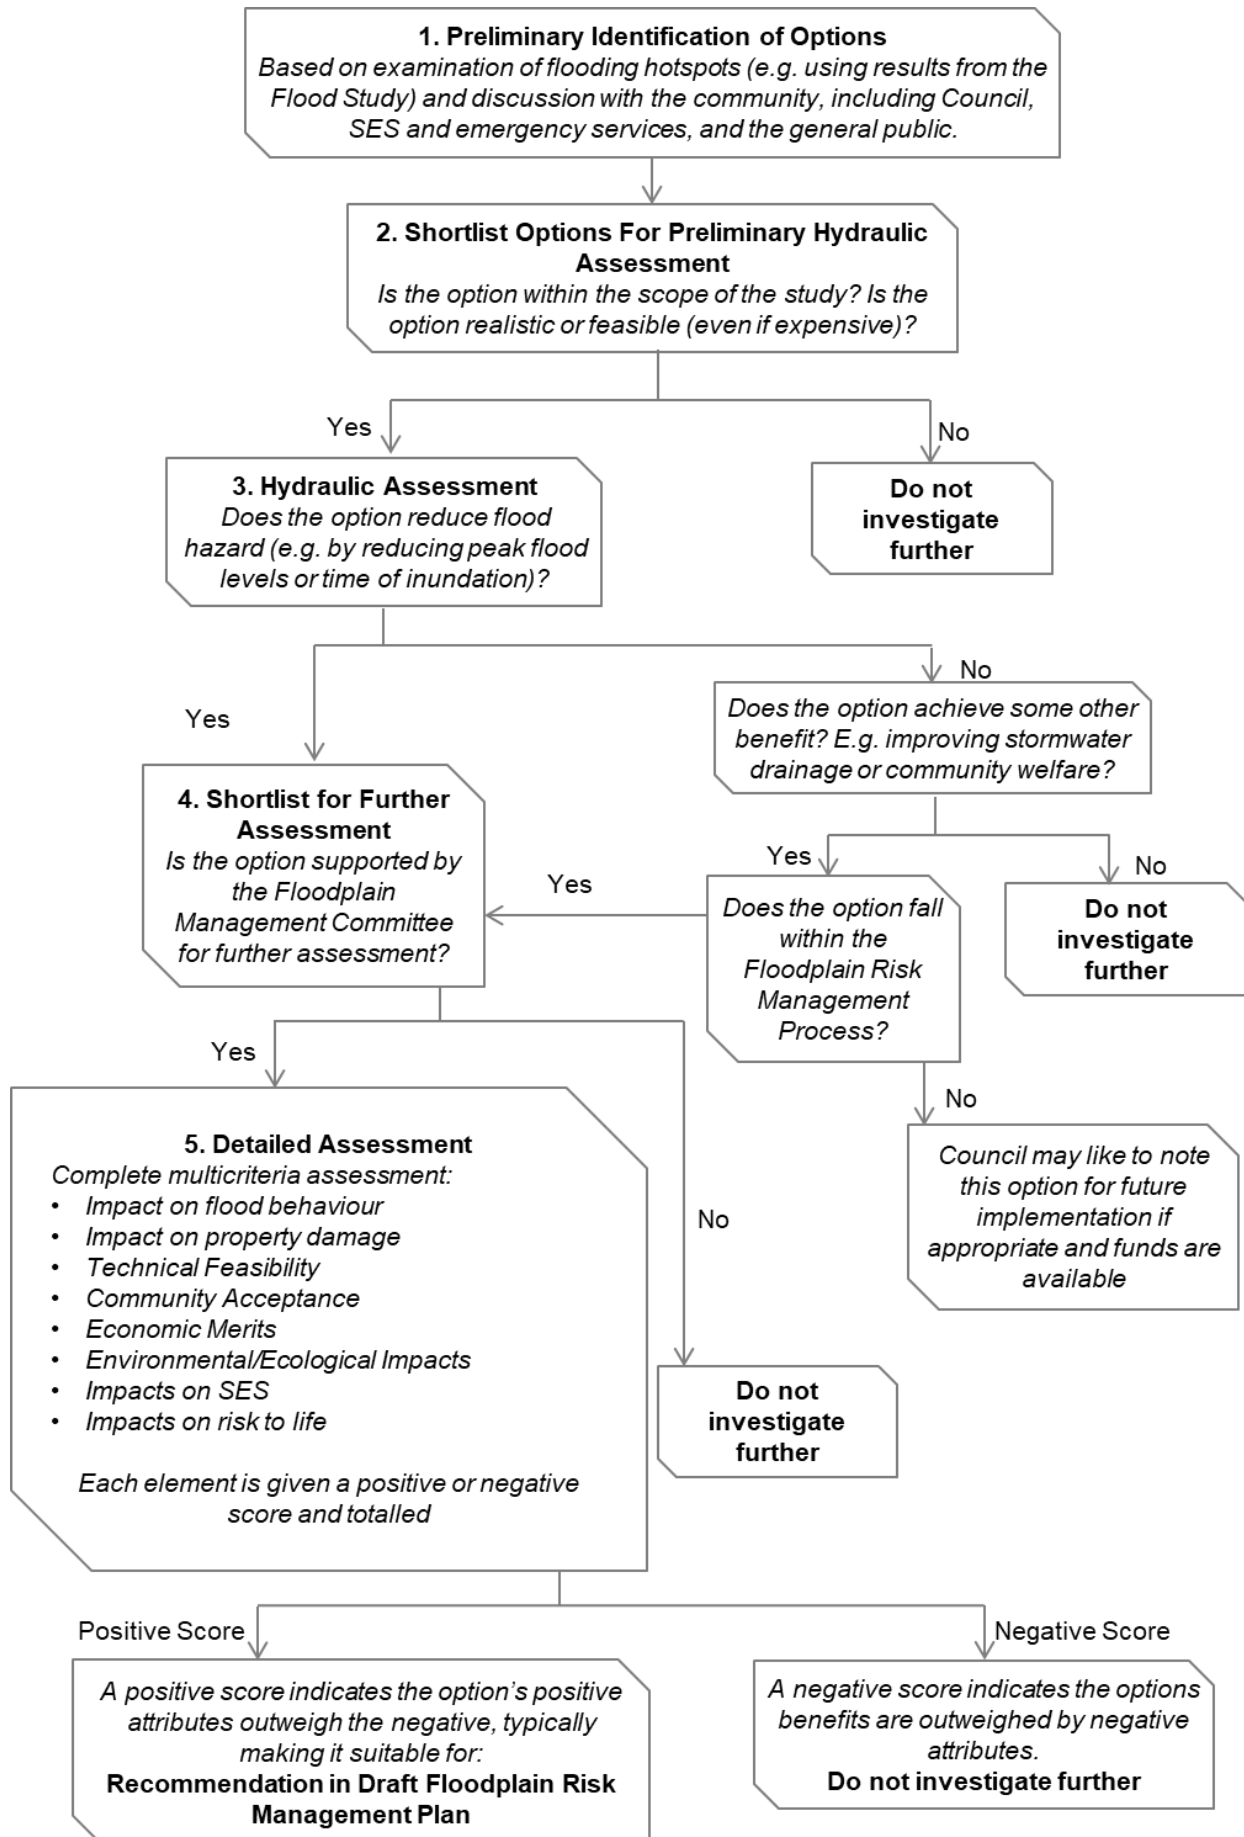 1. Preliminary Identification of Options
Based on examination of flooding hotspots (e.g. using results from the
Flood Study) and discussion with the community, including Council,
SES and emergency services, and the general public.
2. Shortlist Options For Preliminary Hydraulic
Assessment
Is the option within the scope of the study? Is the
option realistic or feasible (even if expensive)?
Yes
No
3. Hydraulic Assessment
Does the option reduce flood
hazard (e.g. by reducing peak flood
levels or time of inundation)?
Do not
investigate
further
Yes
No
Does the option achieve some other
benefit? E.g. improving stormwater
drainage or community welfare?
4. Shortlist for Further
Assessment
Is the option supported by
the Floodplain
Management Committee
for further assessment?
Yes
Yes
No
Does the option fall
within the
Floodplain Risk
Management
Process?
Do not
investigate
further
Yes
No
No
Council may like to note
this option for future
implementation if
appropriate and funds are
available
5. Detailed Assessment
Complete multicriteria assessment:
• Impact on flood behaviour
• Impact on property damage
• Technical Feasibility
• Community Acceptance
• Economic Merits
• Environmental/Ecological Impacts
• Impacts on SES
• Impacts on risk to life
Each element is given a positive or negative
score and totalled
Do not
investigate
further
Positive Score
Negative Score
A positive score indicates the option's positive
attributes outweigh the negative, typically
making it suitable for:
Recommendation in Draft Floodplain Risk
Management Plan
A negative score indicates the options
benefits are outweighed by negative
attributes.
Do not investigate further